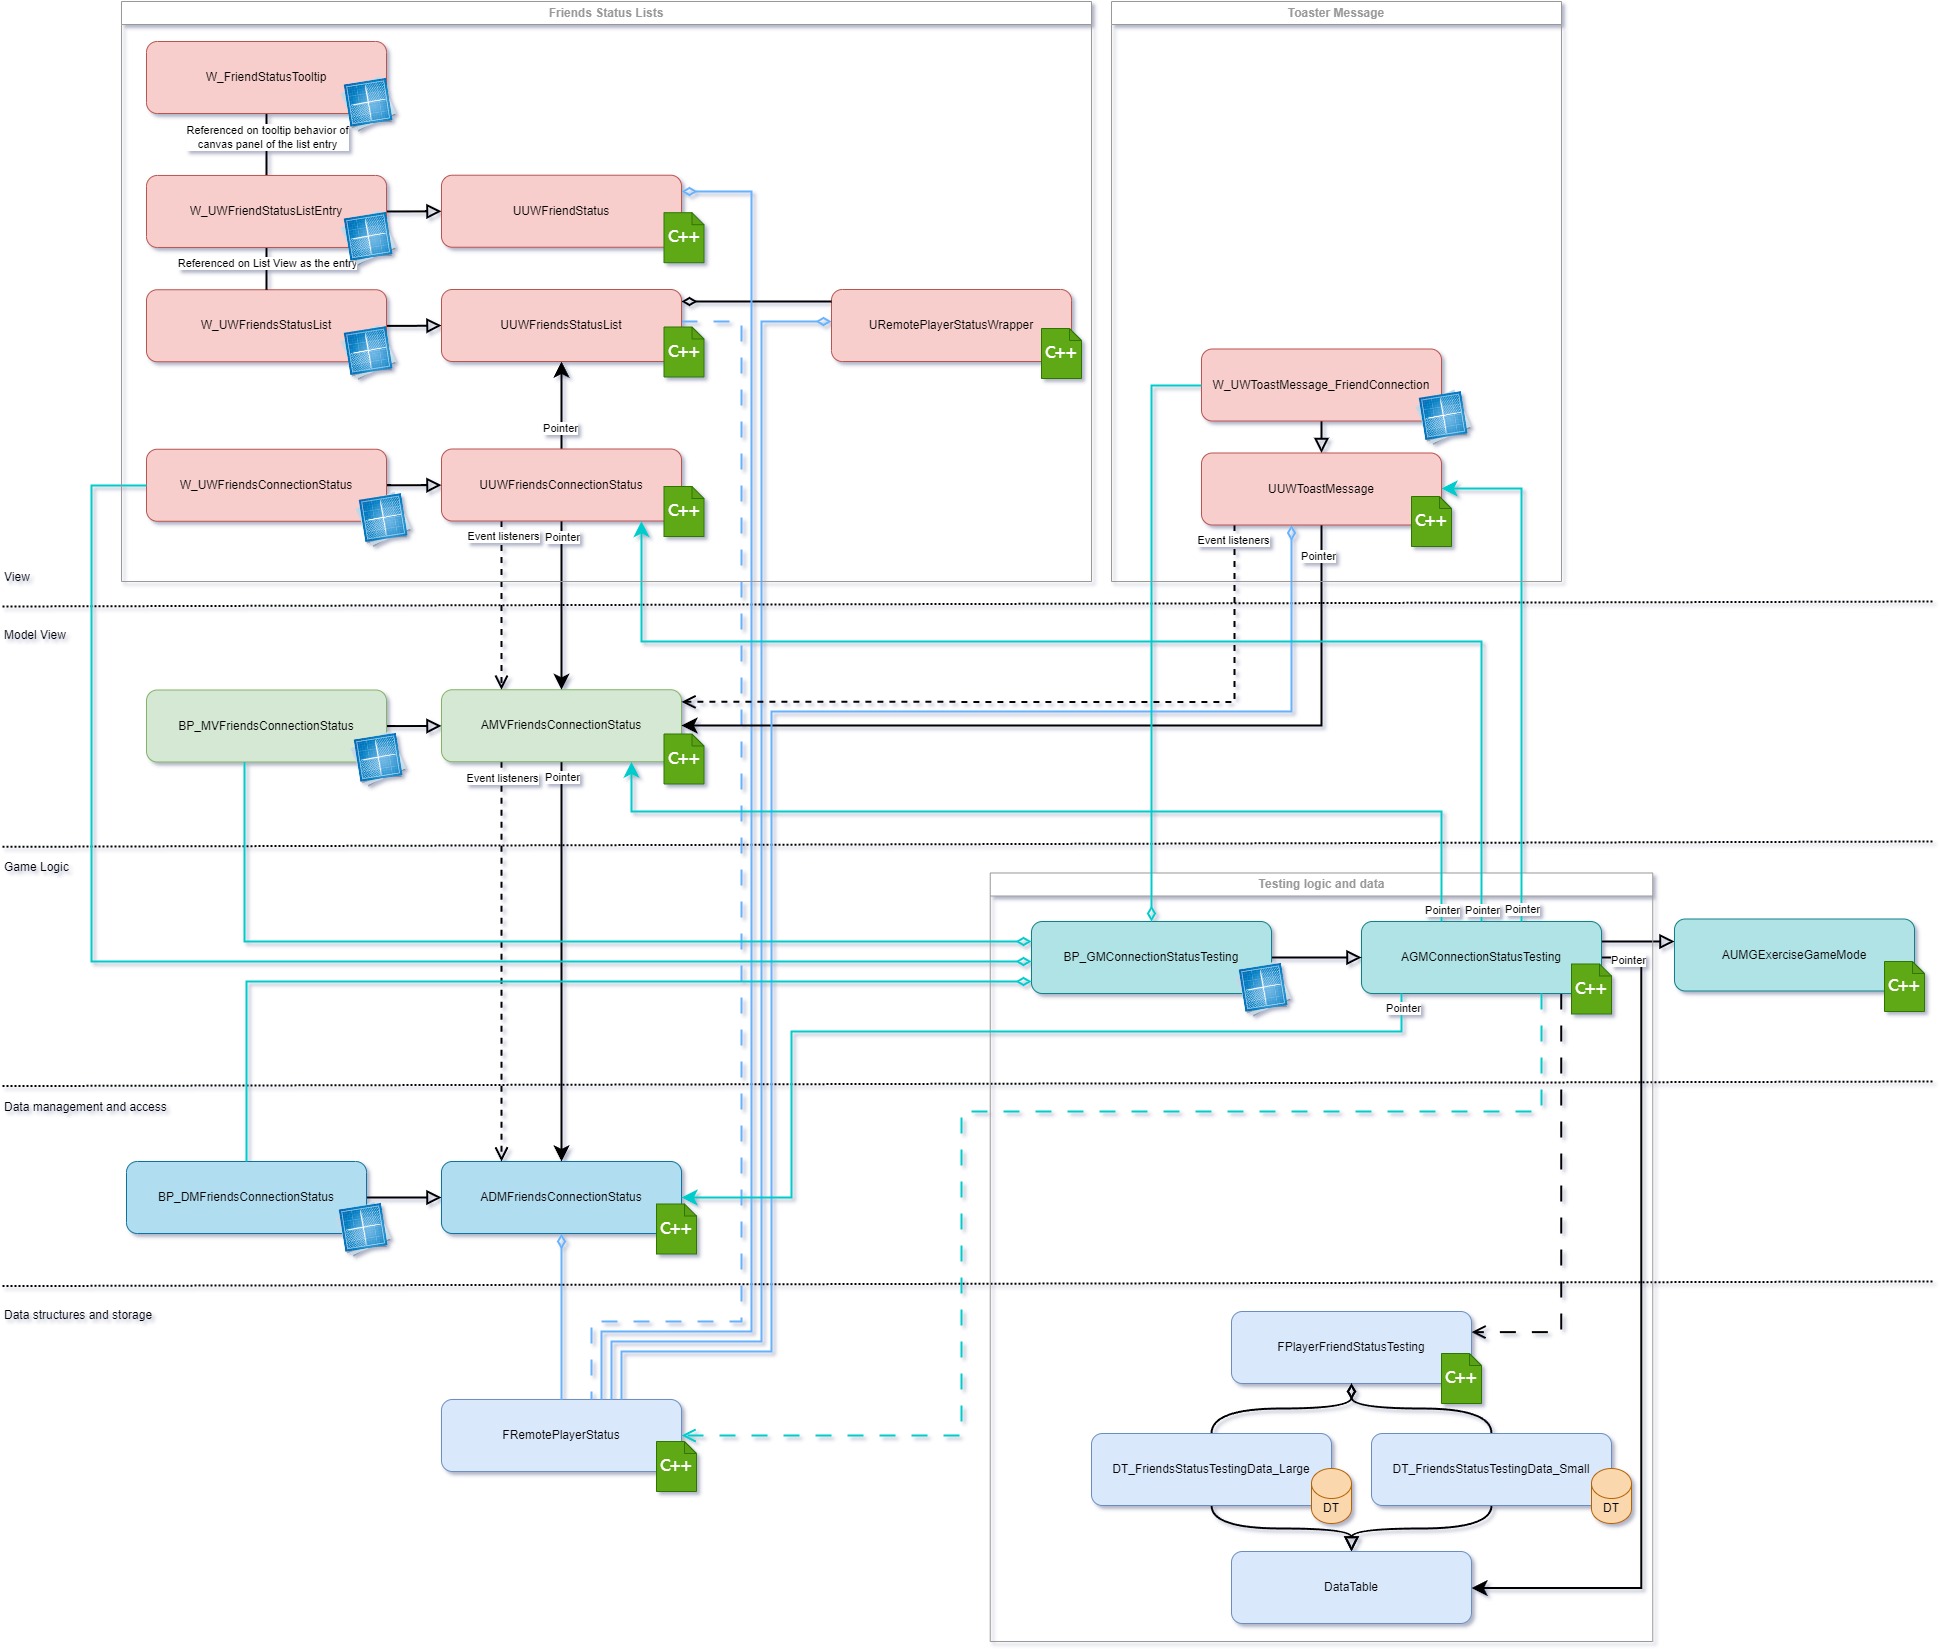 Friends Status Lists
Toaster Message
W_FriendStatusTooltip
Referenced on tooltip behavior of
canvas panel of the list entry
W_UWFriendStatusListEntry
UUWFriendStatus
C++
Referenced on List View as the entry
W_UWFriendsStatusList
UUWFriendsStatusList
C++
URemotePlayerStatusWrapper
C++
W_UWToastMessage_FriendConnection
Pointer
W_UWFriendsConnectionStatus
UUWFriendsConnectionStatus
C++
UUWToastMessage
C++
Event listeners
Pointer
Event listeners
Pointer
View
Model View
BP_MVFriendsConnectionStatus
AMVFriendsConnectionStatus
C++
Event listeners
Pointer
Game Logic
Testing logic and data
Pointer
Pointer
Pointer
BP_GMConnectionStatusTesting
AGMConnectionStatusTesting
C++
Pointer
AUMGExerciseGameMode
C++
Pointer
Data management and access
BP_DMFriendsConnectionStatus
ADMFriendsConnectionStatus
C++
Data structures and storage
FPlayerFriendStatusTesting
C++
FRemotePlayerStatus
C++
DT_FriendsStatusTestingData_Large
DT
DT_FriendsStatusTestingData_Small
DT
DataTable